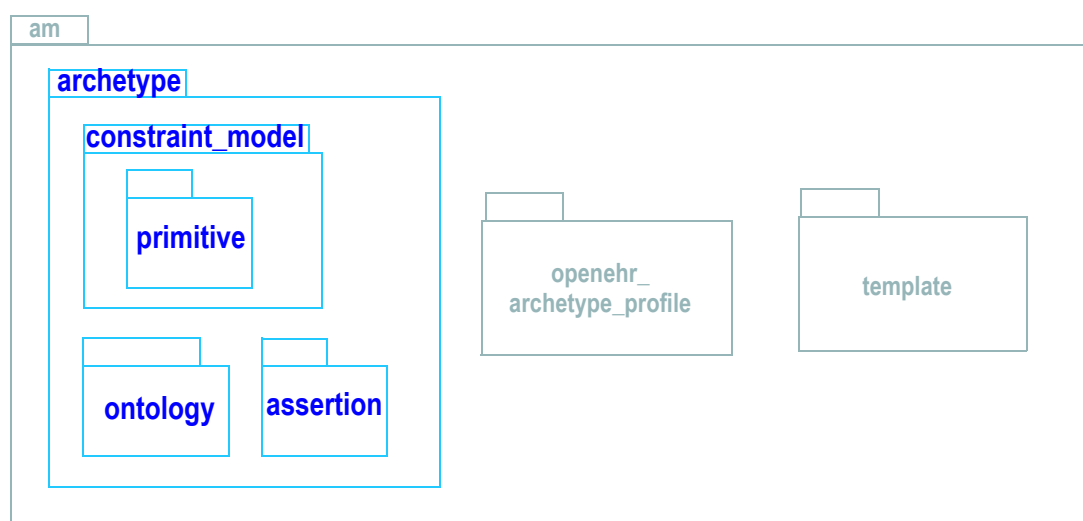 am
archetype
constraint_model
primitive
openehr_
archetype_profile
template
ontology
assertion